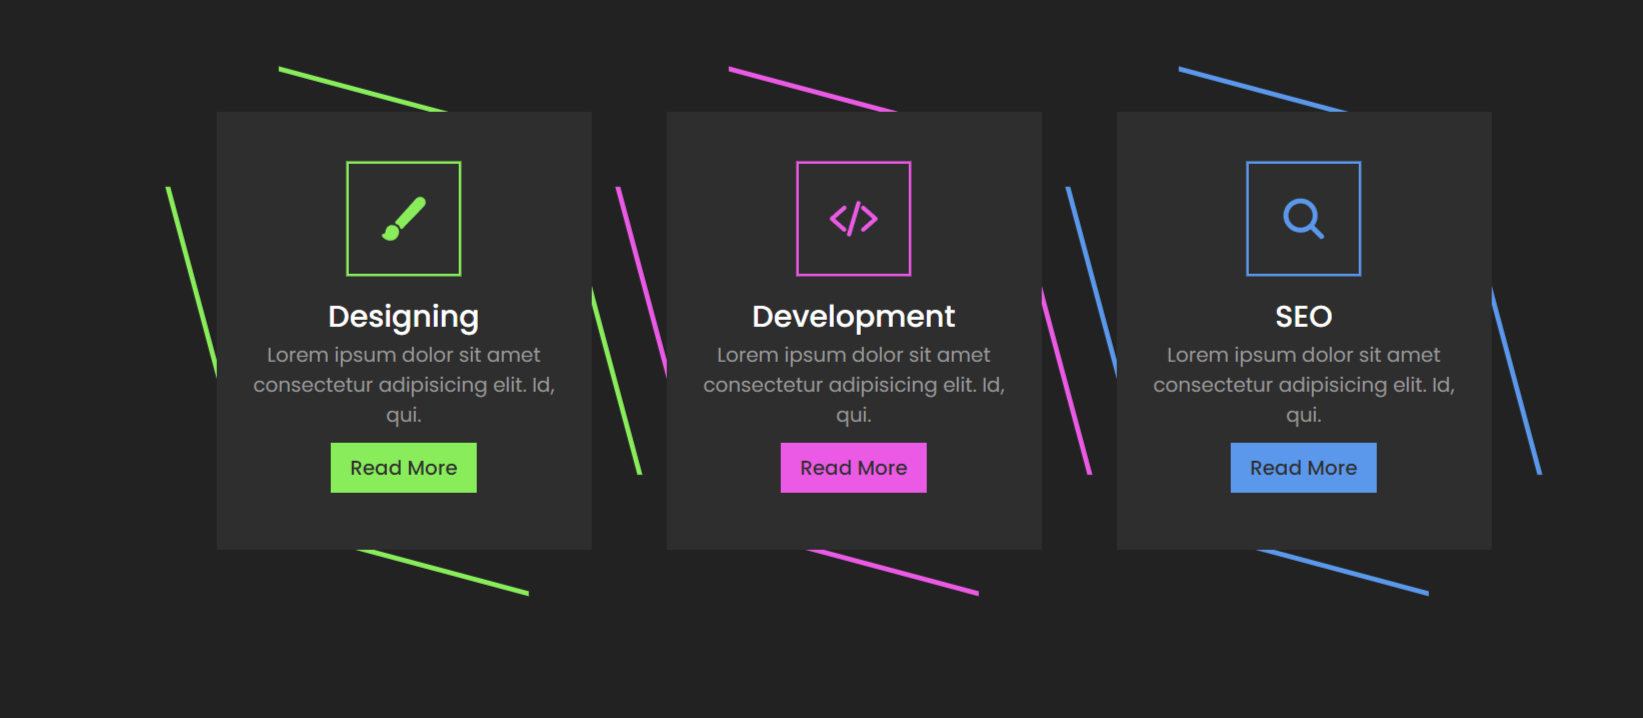 Designing
Lorem ipsum dolor sit amet
consectetur adipisicing elit. Id,
qui.
Read More
Development
Lorem ipsum dolor sit amet
consectetur adipisicing elit. Id,
qui.
Read More
SEO
Lorem ipsum dolor sit amet
consectetur adipisicing elit. Id,
qui.
Read More